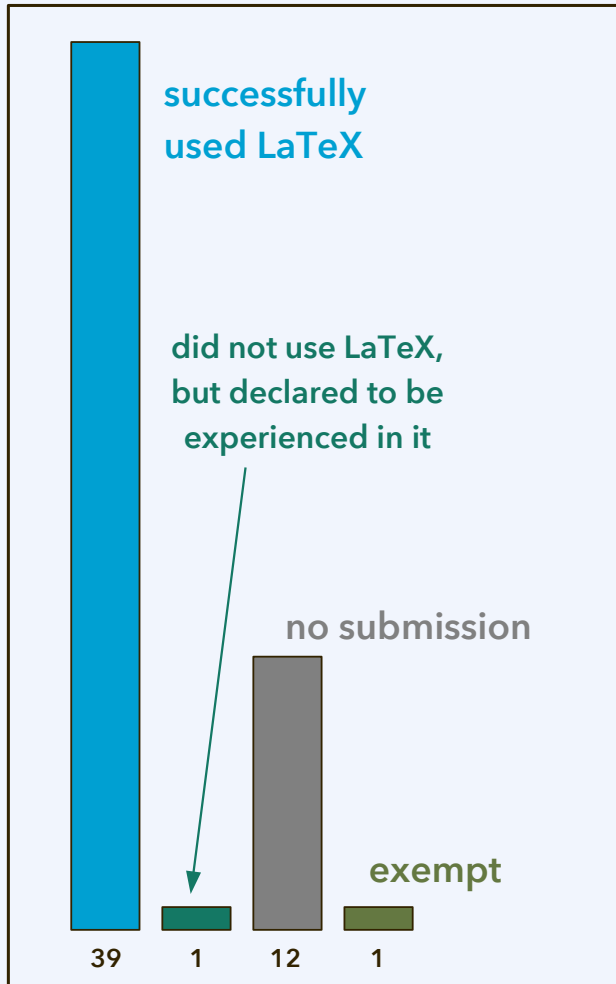 successfully
used LaTeX
did not use LaTeX,
but declared to be
experienced in it
no submission
exempt
39 1 12 1